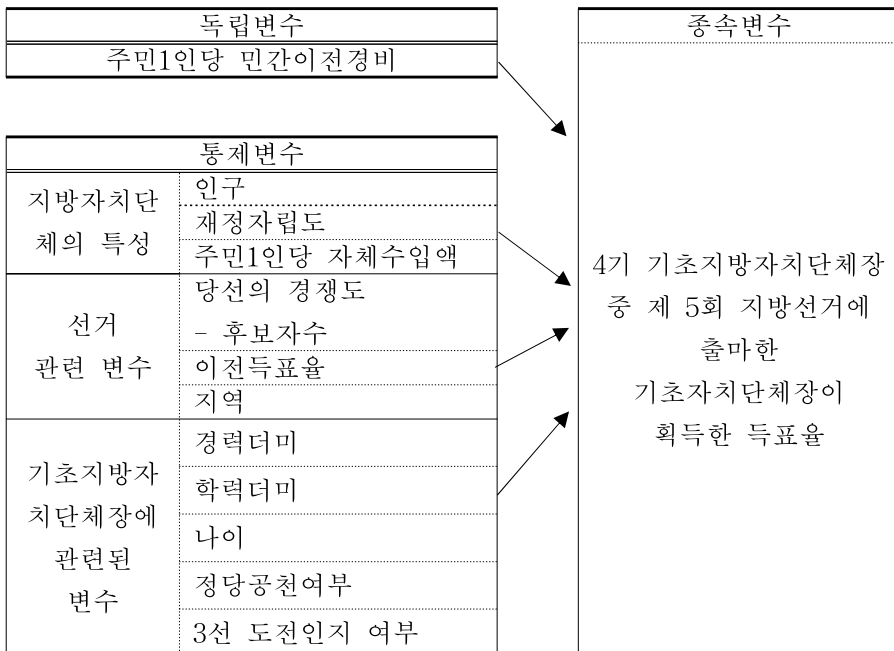 독립변수
주민1인당 민간이전경비
통제변수
지방자치단
체의 특성
인구
재정자립도
주민1인당 자체수입액
선거
관련 변수
당선의 경쟁도
- 후보자수
이전득표율
지역
기초지방자
치단체장에
관련된
변수
경력더미
학력더미
나이
정당공천여부
3선 도전인지 여부
종속변수
4기 기초지방자치단체장
중 제 5회 지방선거에
출마한
기초자치단체장이
획득한 득표율